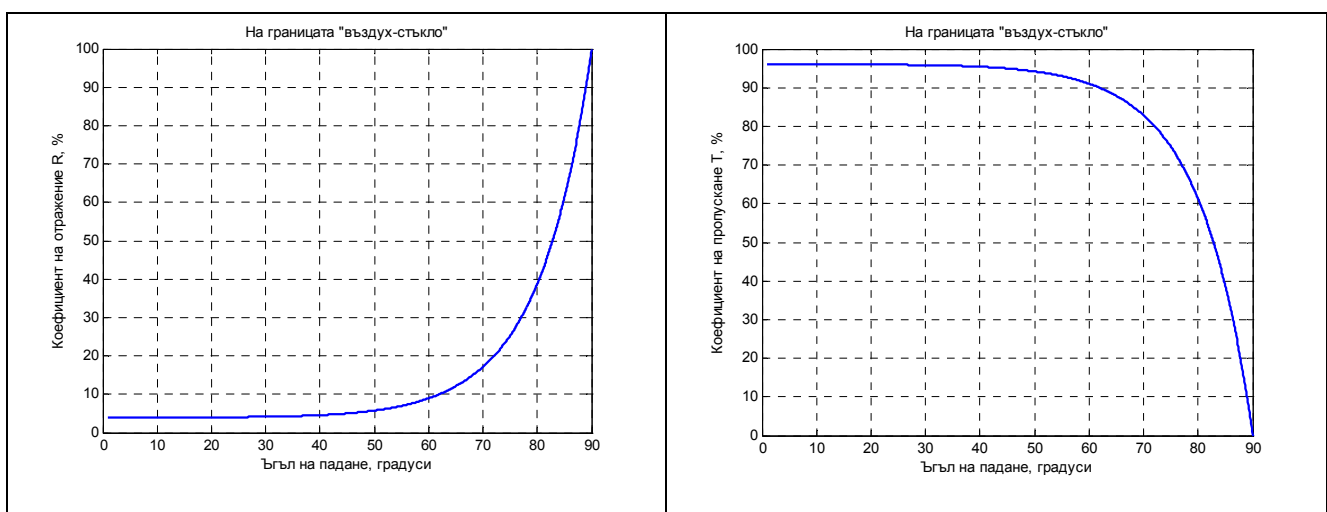 На границата "въздух-стъкло"
100
90
80
70
60
50
40
30
20
10
0
Коефициент на отражение R, %
0 10 20 30 40 50 60 70 80 90
Ъгъл на падане, градуси
На границата "въздух-стъкло"
100
90
80
70
60
50
40
30
20
10
0
Коефициент на пропускане T, %
0 10 20 30 40 50 60 70 80 90
Ъгъл на падане, градуси